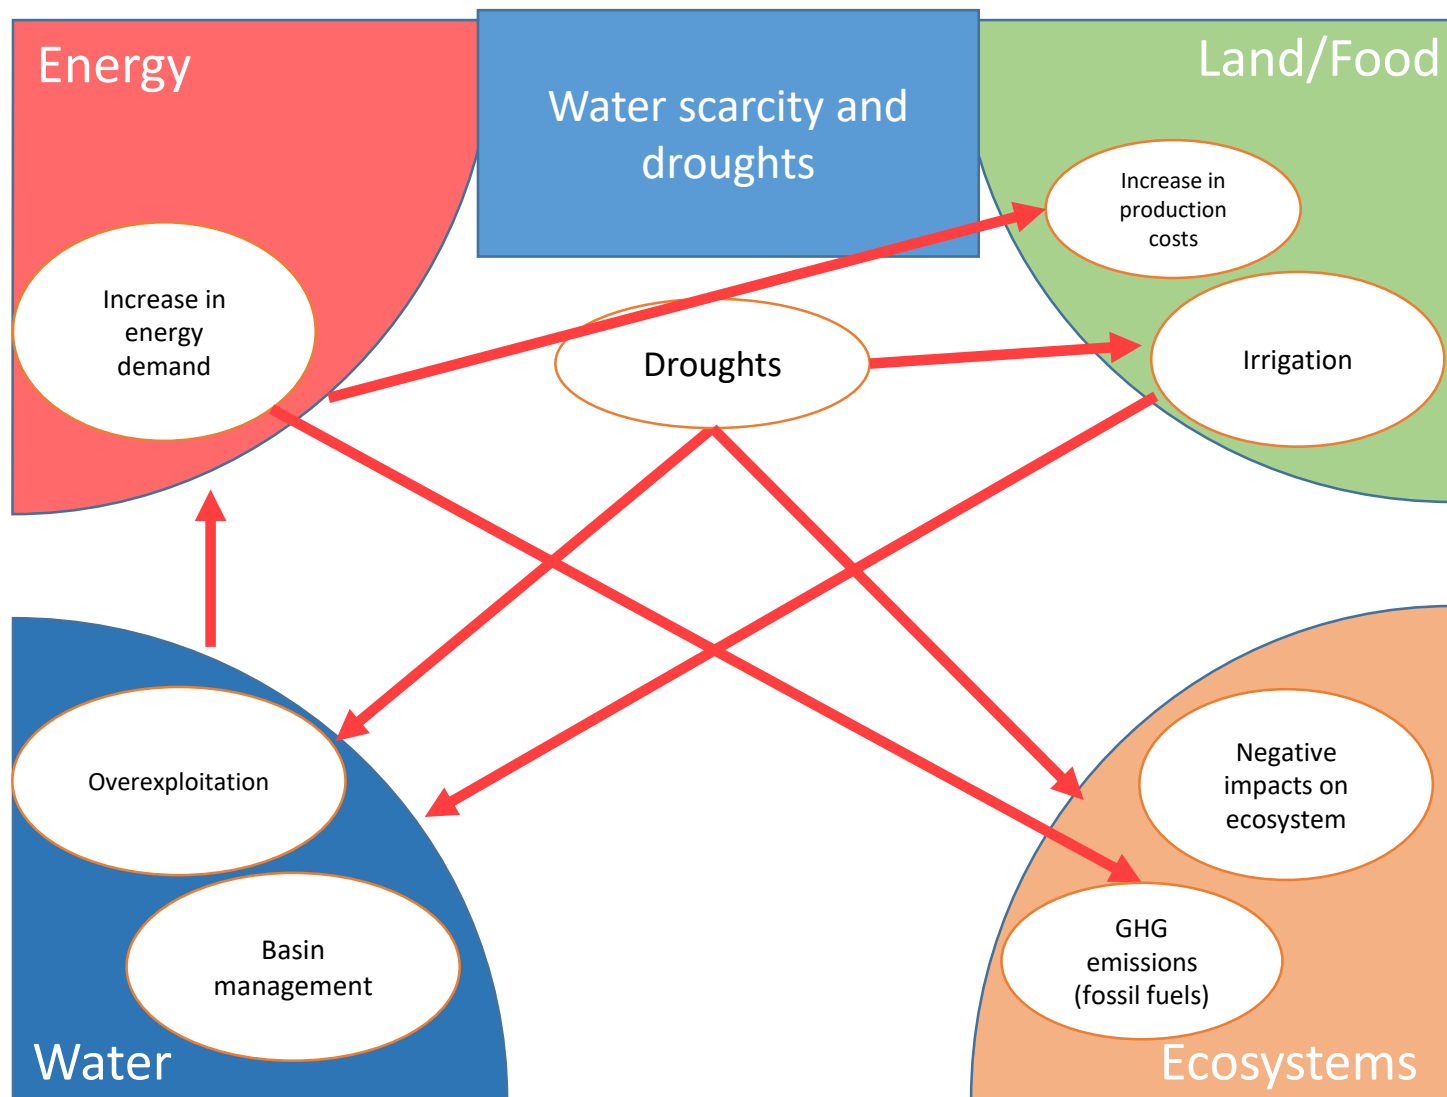 Energy
Water scarcity and
droughts
Land/Food
Increase in
production
costs
Increase in
energy
demand
Droughts
Irrigation
Overexploitation
Basin
management
Water
Negative
impacts on
ecosystem
GHG
emissions
(fossil fuels)
Ecosystems